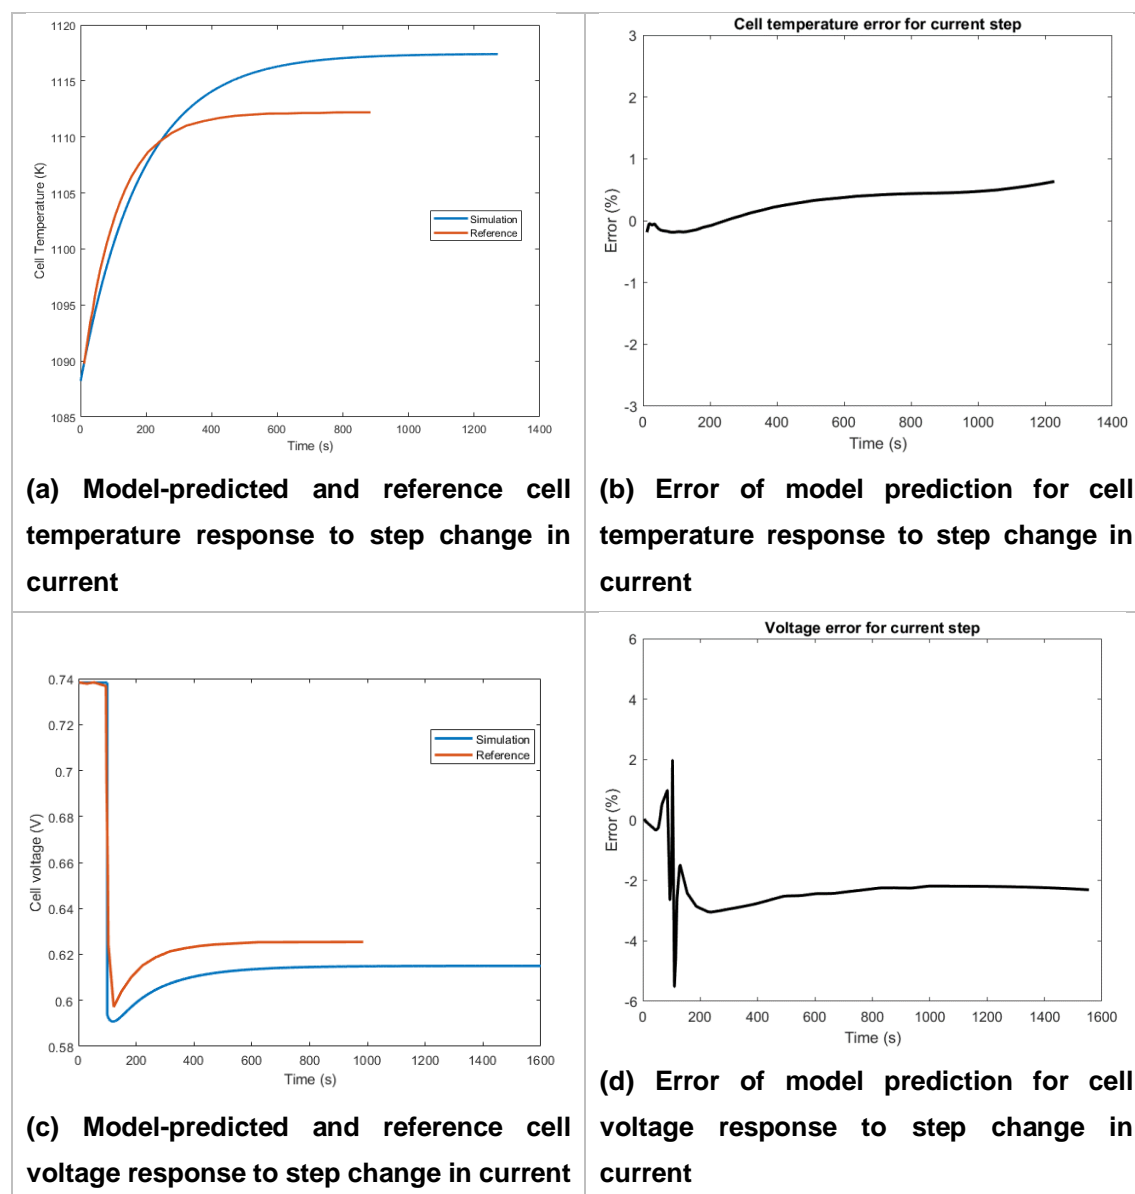 1120
1115
1110
1105
1100
1095
1090
1085
Cell Temperature (K)
Simulation
Reference
0 200 400 600 800 1000 1200 1400
Time (s)
(a) Model-predicted and reference cell
temperature response to step change in
current
Cell temperature error for current step
3
2
1
0
-1
-2
-3
Error (%)
0 200 400 600 800 1000 1200 1400
Time (s)
(b) Error of model prediction for cell
temperature response to step change in
current
0.74
0.72
0.7
0.68
0.66
0.64
0.62
0.6
0.58
Cell voltage (V)
Simulation
Reference
0 200 400 600 800 1000 1200 1400 1600
Time (s)
(c) Model-predicted and reference cell
voltage response to step change in current
Voltage error for current step
6
4
2
0
-2
-4
-6
Error (%)
0 200 400 600 800 1000 1200 1400 1600
Time (s)
(d) Error of model prediction for cell
voltage response to step change in
current